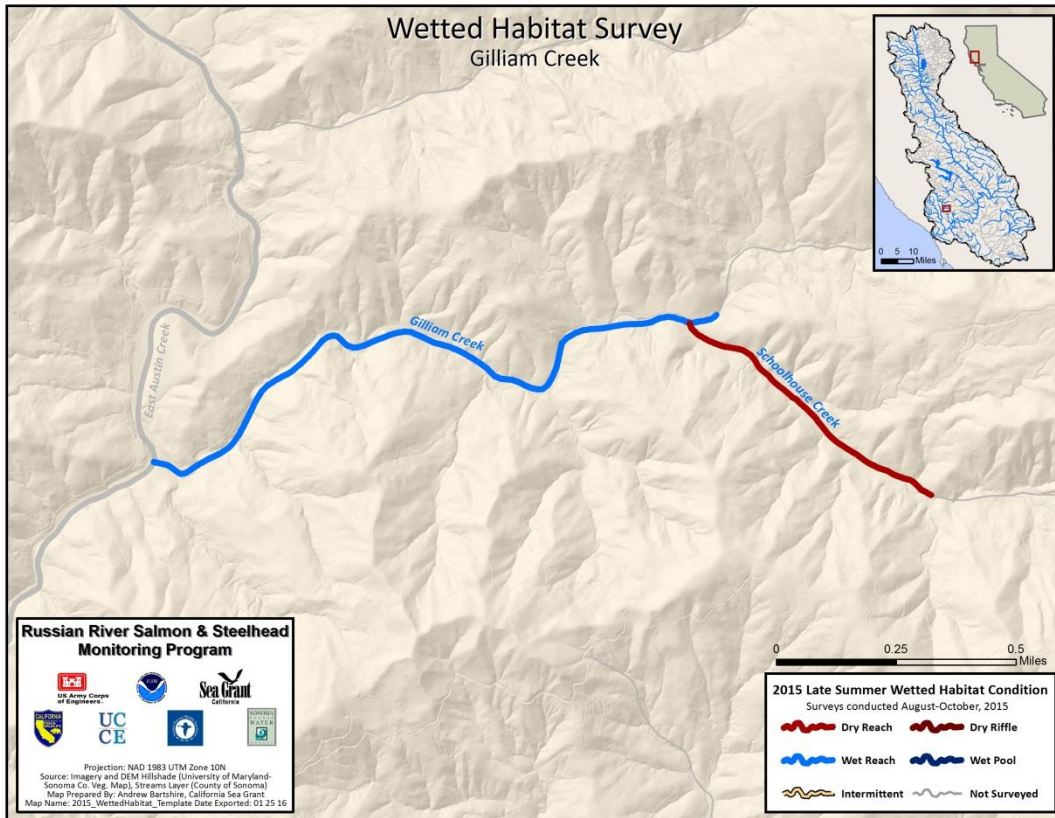 Wetted Habitat Survey
Gilliam Creek
0 5 10
Miles
Gilliam Creek
East Austin Creek
Schoolhouse Creek
Russian River Salmon & Steelhead
Monitoring Program
US Army Corps
of Engineers
Sea Grant
California
CALIFORNIA
UC
CE
SONOMA
COUNTY
WATER
Projection: NAD 1983 UTM Zone 10N
Source: Imagery and DEM Hillshade (University of Maryland-
Sonoma Co. Veg. Map), Streams Layer (County of Sonoma)
Map Prepared By: Andrew Bartshire, California Sea Grant
Map Name: 2015_WettedHabitat_Template Date Exported: 01 25 16
0 0.25 0.5
Miles
2015 Late Summer Wetted Habitat Condition
Surveys conducted August-October, 2015
Dry Reach Dry Riffle
Wet Reach Wet Pool
Intermittent Not Surveyed